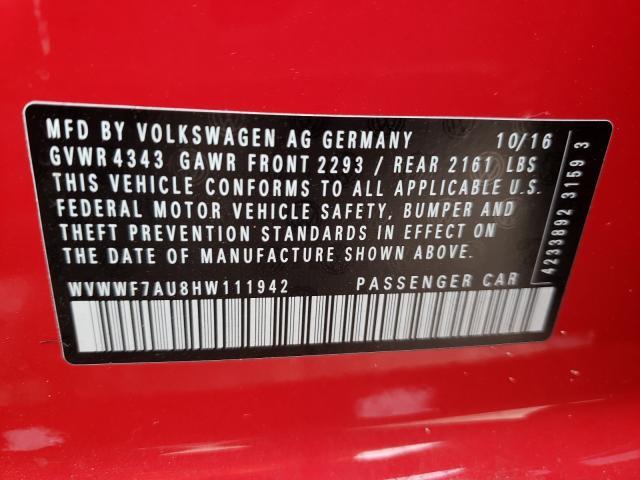 MFD BY VOLKSWAGEN AG GERMANY 10/16
GVWR 4343 GAWR FRONT 2293 / REAR 2161 LBS
THIS VEHICLE CONFORMS TO ALL APPLICABLE U.S.
FEDERAL MOTOR VEHICLE SAFETY, BUMPER AND
THEFT PREVENTION STANDARDS IN EFFECT ON
THE DATE OF MANUFACTURE SHOWN ABOVE.
WVWWF7AU8HW111942 PASSENGER CAR
4233892 3159 3